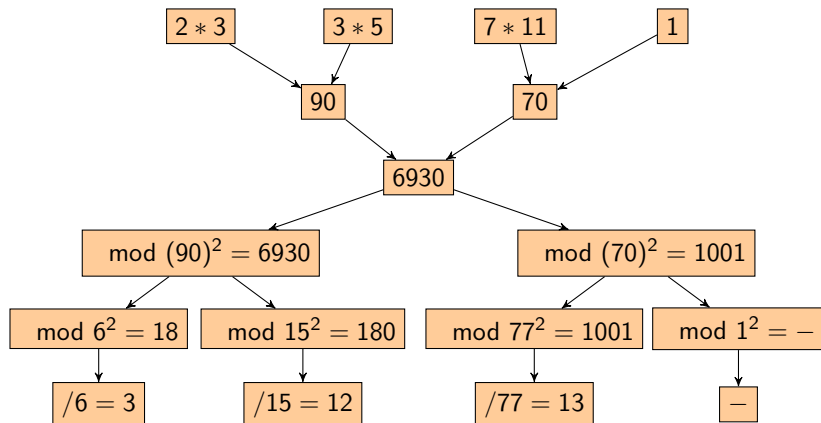 2 ∗ 3 3 ∗ 5 7 ∗ 11 1
90 70
6930
mod (90)² = 6930 mod (70)² = 1001
mod 6² = 18 mod 15² = 180 mod 77² = 1001 mod 1² = −
/6 = 3 /15 = 12 /77 = 13 −